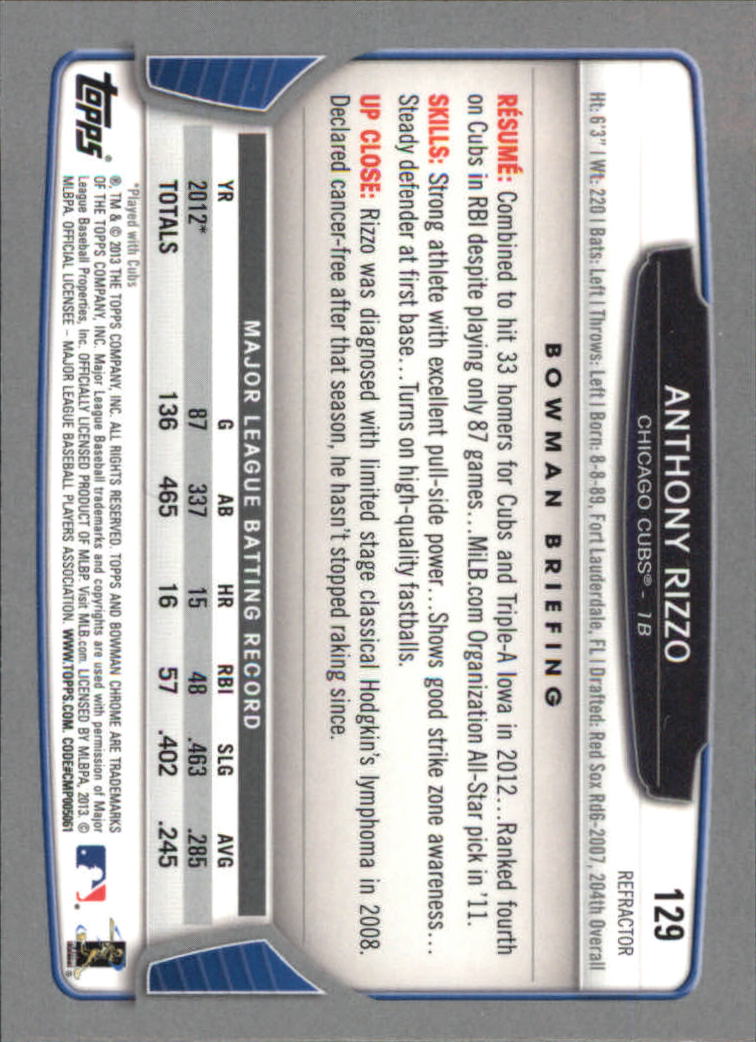 129
REFRACTOR
ANTHONY RIZZO
CHICAGO CUBS® - 1B
Ht: 6'3" | Wt: 220 | Bats: Left | Throws: Left | Born: 8-8-89, Fort Lauderdale, FL | Drafted: Red Sox Rd6-2007, 204th Overall
BOWMAN BRIEFING
RÉSUMÉ: Combined to hit 33 homers for Cubs and Triple-A Iowa in 2012...Ranked fourth
on Cubs in RBI despite playing only 87 games...MiLB.com Organization All-Star pick in '11.
SKILLS: Strong athlete with excellent pull-side power...Shows good strike zone awareness...
Steady defender at first base...Turns on high-quality fastballs.
UP CLOSE: Rizzo was diagnosed with limited stage classical Hodgkin's lymphoma in 2008.
Declared cancer-free after that season, he hasn't stopped raking since.
MAJOR LEAGUE BATTING RECORD
YR G AB HR RBI SLG AVG
2012* 87 337 15 48 .463 .285
TOTALS 136 465 16 57 .402 .245
*Played with Cubs
®, TM & © 2013 THE TOPPS COMPANY, INC. ALL RIGHTS RESERVED. TOPPS AND BOWMAN CHROME ARE TRADEMARKS
OF THE TOPPS COMPANY, INC. Major League Baseball trademarks and copyrights are used with permission of Major
League Baseball Properties, Inc. OFFICIALLY LICENSED PRODUCT OF MLBP. Visit MLB.com. LICENSED BY MLBPA, 2013. ©
MLBPA. OFFICIAL LICENSEE – MAJOR LEAGUE BASEBALL PLAYERS ASSOCIATION. WWW.TOPPS.COM. CODE#CMP005061
topps®